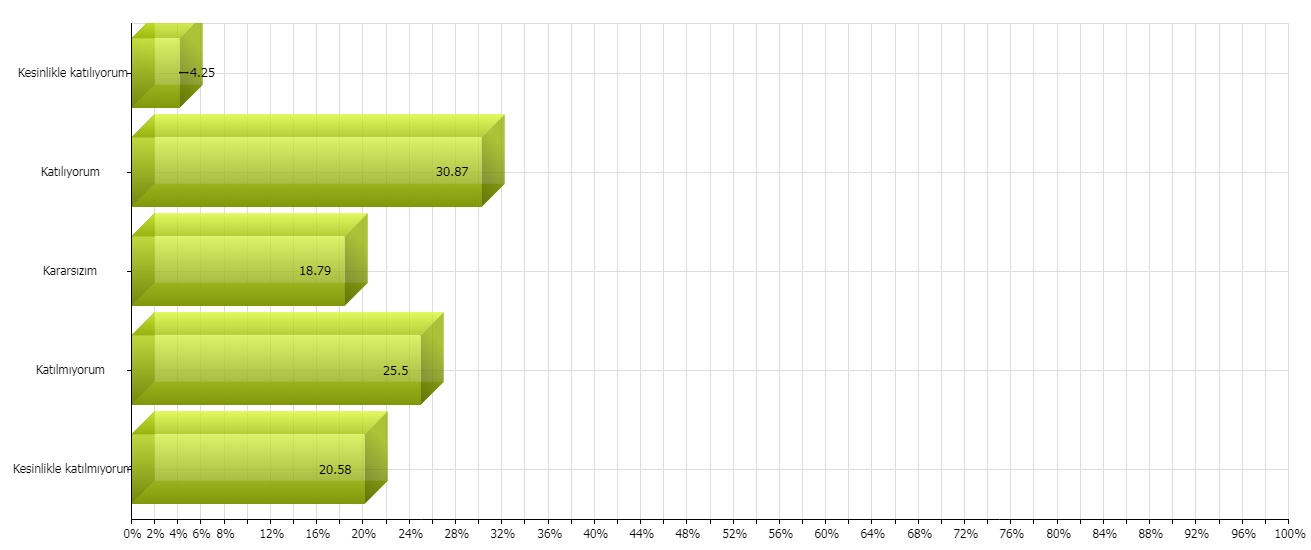 Kesinlikle katılıyorum 4.25
Katılıyorum 30.87
Kararsızım 18.79
Katılmıyorum 25.5
Kesinlikle katılmıyorum 20.58
0% 2% 4% 6% 8% 12% 16% 20% 24% 28% 32% 36% 40% 44% 48% 52% 56% 60% 64% 68% 72% 76% 80% 84% 88% 92% 96% 100%